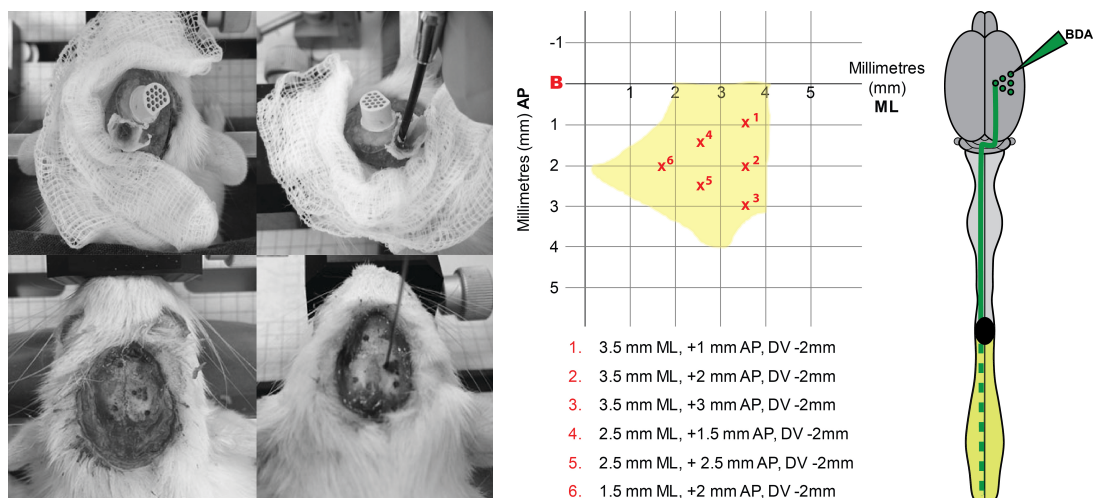 -1
B
1 2 3 4 5
1
2
3
4
5
Millimetres (mm) AP
Millimetres
(mm)
ML
x1
x4
x6
x2
x5
x3
1. 3.5 mm ML, +1 mm AP, DV -2mm
2. 3.5 mm ML, +2 mm AP, DV -2mm
3. 3.5 mm ML, +3 mm AP, DV -2mm
4. 2.5 mm ML, +1.5 mm AP, DV -2mm
5. 2.5 mm ML, + 2.5 mm AP, DV -2mm
6. 1.5 mm ML, +2 mm AP, DV -2mm
BDA